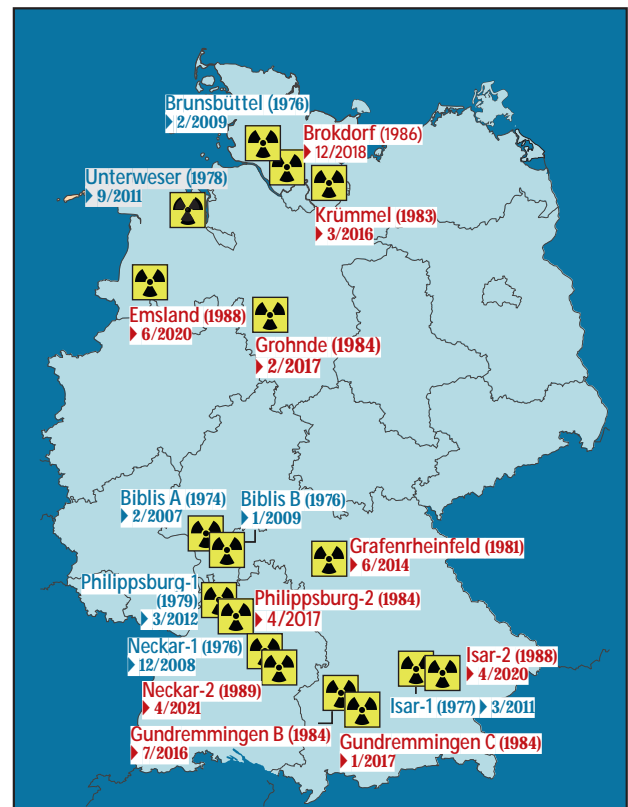 Brunsbüttel (1976)
▶ 2/2009
Brokdorf (1986)
▶ 12/2018
Unterweser (1978)
▶ 9/2011
Krümmel (1983)
▶ 3/2016
Emsland (1988)
▶ 6/2020
Grohnde (1984)
▶ 2/2017
Biblis A (1974)
▶ 2/2007
Biblis B (1976)
▶ 1/2009
Grafenrheinfeld (1981)
▶ 6/2014
Philippsburg-1
(1979)
▶ 3/2012
Philippsburg-2 (1984)
▶ 4/2017
Neckar-1 (1976)
▶ 12/2008
Neckar-2 (1989)
▶ 4/2021
Isar-2 (1988)
▶ 4/2020
Isar-1 (1977) ▶ 3/2011
Gundremmingen B (1984)
▶ 7/2016
Gundremmingen C (1984)
▶ 1/2017